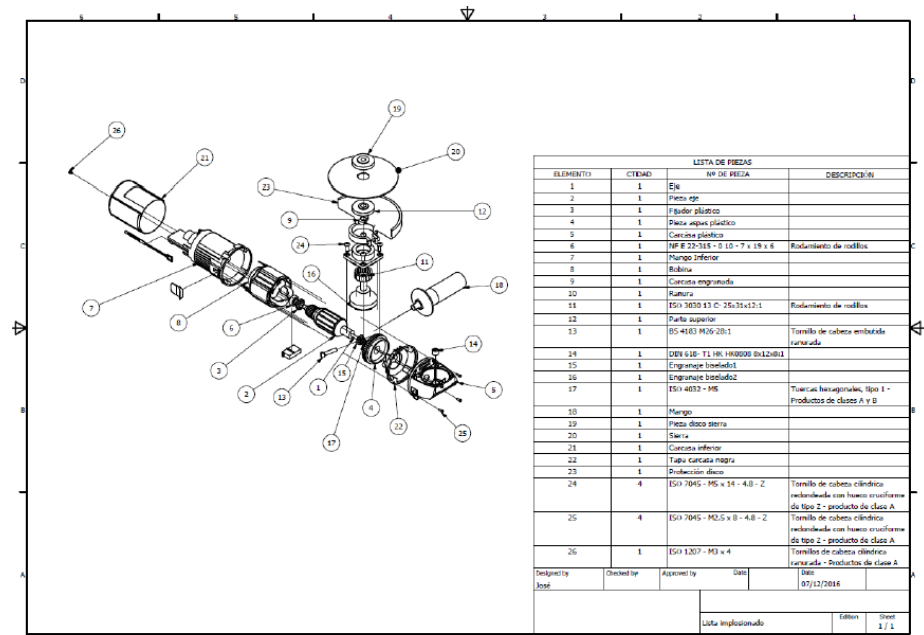 6 5 4 3 2 1
D D
19
26
20
21
23
12
9
24
C C
11
16
18
7
8
6
14
3
15
1
5
2
13
4
22
B B
17
25
A A
LISTA DE PIEZAS
ELEMENTO CTIDAD Nº DE PIEZA DESCRIPCIÓN
1 1 Eje
2 1 Pieza eje
3 1 Fijador plástico
4 1 Pieza aspas plástico
5 1 Carcasa plástico
6 1 NF E 22-315 - 0 10 - 7 x 19 x 6 Rodamiento de rodillos
7 1 Mango Inferior
8 1 Bobina
9 1 Carcasa engranada
10 1 Ranura
11 1 ISO 3030 13 C- 25x31x12:1 Rodamiento de rodillos
12 1 Parte superior
13 1 BS 4183 M26-28:1 Tornillo de cabeza embutida
ranurada
14 1 DIN 618- T1 HK
15 1 Engranaje biselado1
16 1 Engranaje biselado2
17 1 ISO 4032 - M5 Tuercas hexagonales, tipo 1 -
Productos de clases A y B
18 1 Mango
19 1 Pieza disco sierra
20 1 Sierra
21 1 Carcasa inferior
22 1 Tapa carcasa negra
23 1 Protección disco
24 4 ISO 7045 - M5 x 14 - 4.8 - Z Tornillo de cabeza cilíndrica
redondeada con hueco cruciforme
de tipo Z - producto de clase A
25 4 ISO 7045 - M2.5 x 8 - 4.8 - Z Tornillo de cabeza cilíndrica
redondeada con hueco cruciforme
de tipo Z - producto de clase A
26 1 ISO 1207 - M3 x 4 Tornillos de cabeza cilíndrica
ranurada - Productos de clase A
Designed by Checked by Approved by Date Date
José 07/12/2016
Edition Sheet
Lista implosionado 1 / 1